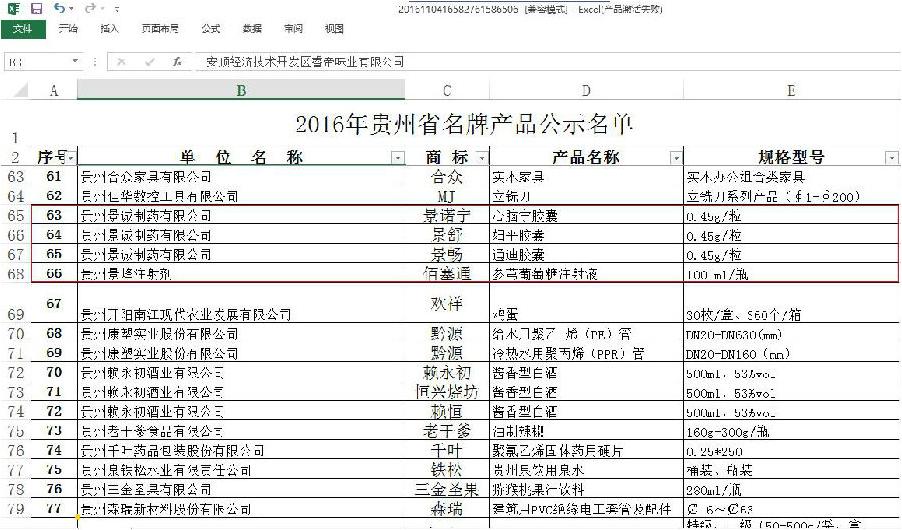 2016110416582761586506 [兼容模式] - Excel(产品激活失败)
文件 开始 插入 页面布局 公式 数据 审阅 视图
安顺经济技术开发区睿帝味业有限公司
A B C D E
1 2016年贵州省名牌产品公示名单
2 序号 单位名称 商标 产品名称 规格型号
63 61 贵州合众家具有限公司 合众 实木家具 实木办公组合类家具
64 62 贵州佳华数控工具有限公司 MJ 立铣刀 立铣刀系列产品(∮1-∮200)
65 63 贵州景诚制药有限公司 景诺宁 心脑宁胶囊 0.45g/粒
66 64 贵州景诚制药有限公司 景舒 妇平胶囊 0.45g/粒
67 65 贵州景诚制药有限公司 景畅 通迪胶囊 0.45g/粒
68 66 贵州景峰注射剂 佰塞通 参芎葡萄糖注射液 100 ml/瓶
69 67 贵州开阳南江现代农业发展有限公司 欢祥 鸡蛋 30枚/盒、360个/箱
70 68 贵州康塑实业股份有限公司 黔源 给水用聚乙烯(PE)管 DN20-DN630(mm)
71 69 贵州康塑实业股份有限公司 黔源 冷热水用聚丙烯(PPR)管 DN20-DN160(mm)
72 70 贵州赖永初酒业有限公司 赖永初 酱香型白酒 500ml、53%vol
73 71 贵州赖永初酒业有限公司 恒兴烧坊 酱香型白酒 500ml、53%vol
74 72 贵州赖永初酒业有限公司 赖恒 酱香型白酒 500ml、53%vol
75 73 贵州老干爹食品有限公司 老干爹 油制辣椒 160g-300g/瓶
76 74 贵州千叶药品包装股份有限公司 千叶 聚氯乙烯固体药用硬片 0.25*250
77 75 贵州泉铁松水业有限责任公司 铁松 贵州泉饮用泉水 桶装、瓶装
78 76 贵州三金圣果有限公司 三金圣果 猕猴桃果汁饮料 280ml/瓶
79 77 贵州森瑞新材料股份有限公司 森瑞 建筑用PVC绝缘电工套管及配件 ￠16～￠63